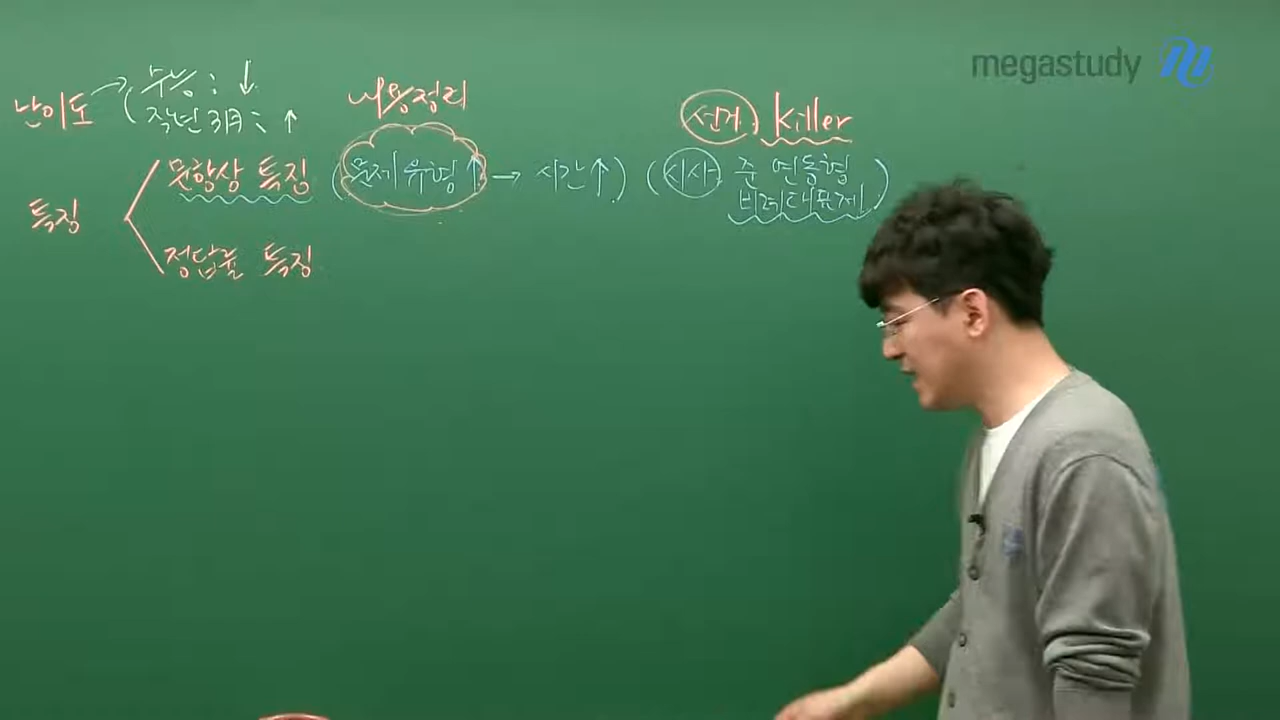 megastudy
난이도 → ( 수능 : ↓
작년 3月 : ↑
내용정리
선거 killer
특징
문항상 특징 (문제 유형↑ → 시간↑) (시사 준 연동형
비례대표제)
정답률 특징